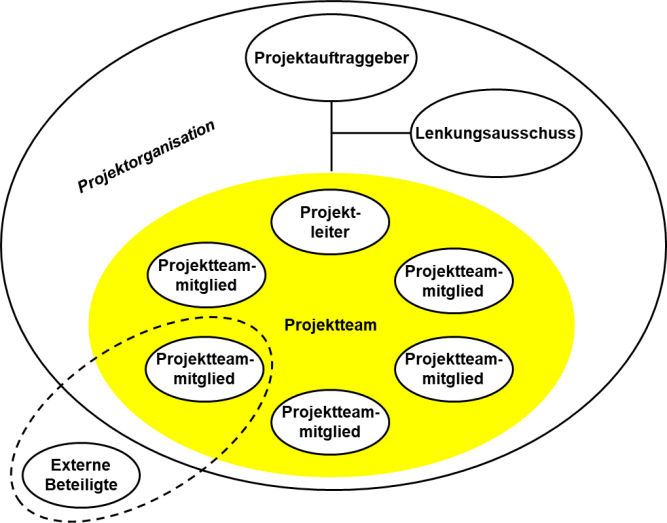 Projektauftraggeber
Lenkungsausschuss
Projektorganisation
Projekt-
leiter
Projektteam-
mitglied
Projektteam-
mitglied
Projektteam
Projektteam-
mitglied
Projektteam-
mitglied
Projektteam-
mitglied
Externe
Beteiligte